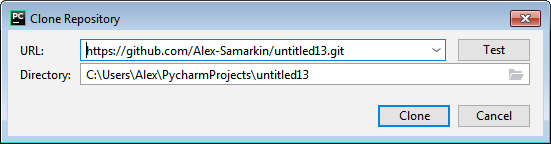 PC Clone Repository
URL: https://github.com/Alex-Samarkin/untitled13.git Test
Directory: C:\Users\Alex\PycharmProjects\untitled13
Clone Cancel